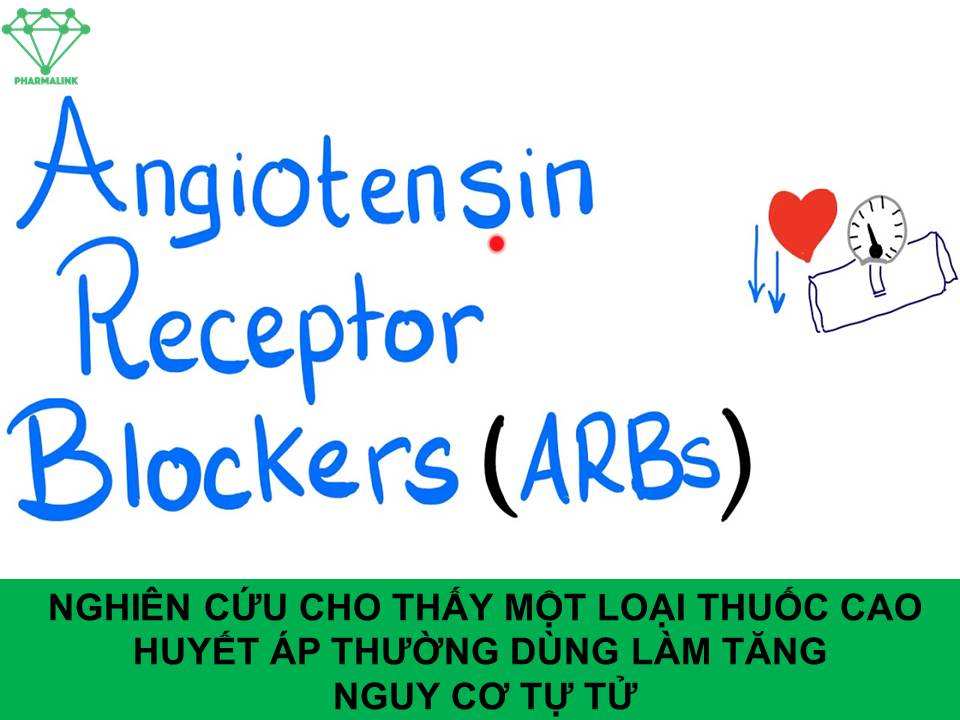 PHARMALINK
Angiotensin
Receptor
Blockers (ARBs)
NGHIÊN CỨU CHO THẤY MỘT LOẠI THUỐC CAO
HUYẾT ÁP THƯỜNG DÙNG LÀM TĂNG
NGUY CƠ TỰ TỬ